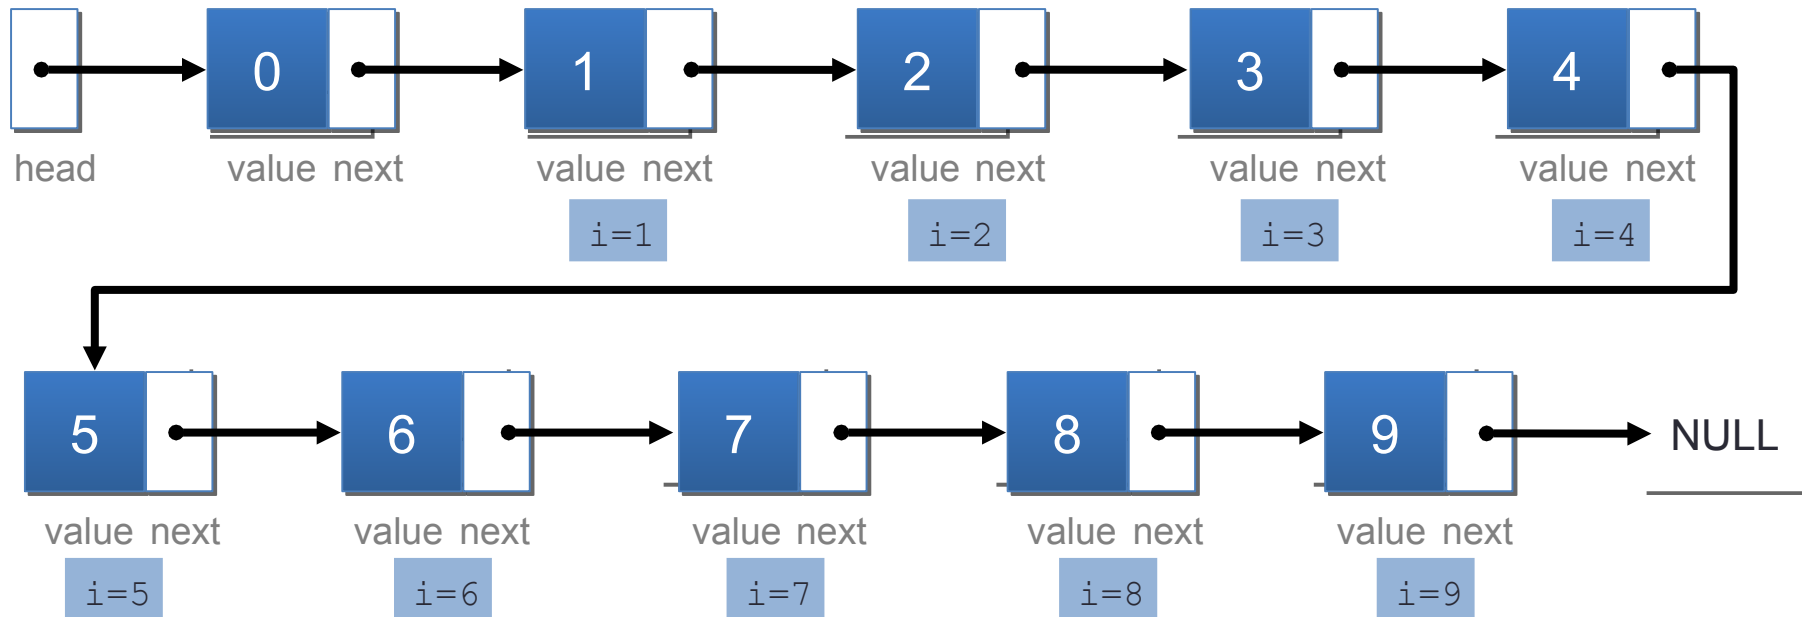 0 1 2 3 4
head value next value next value next value next value next
i=1 i=2 i=3 i=4
5 6 7 8 9 NULL
value next value next value next value next value next
i=5 i=6 i=7 i=8 i=9